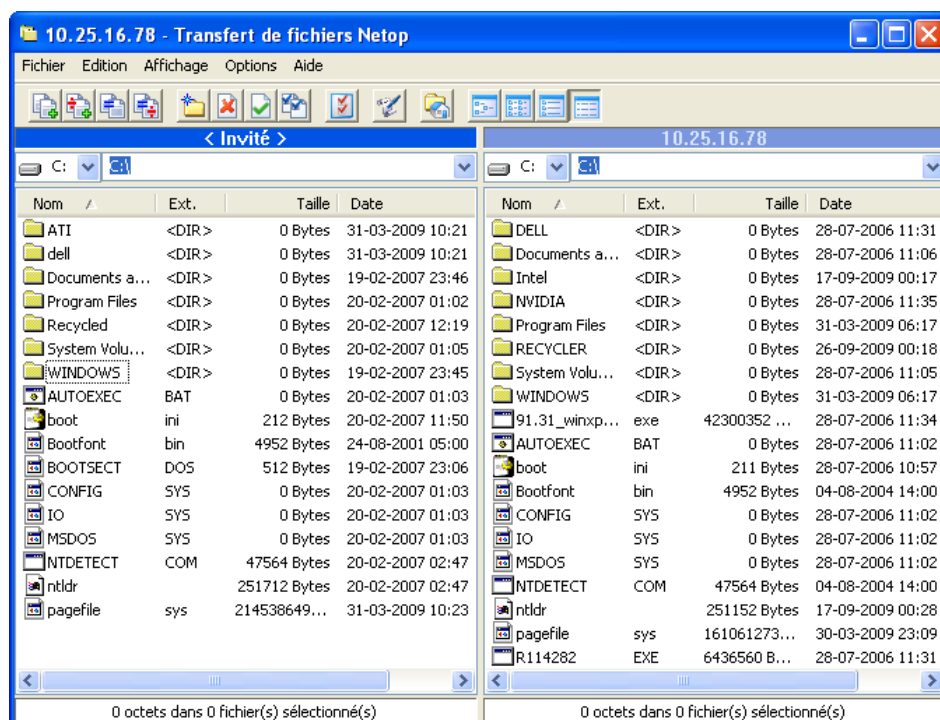 10.25.16.78 - Transfert de fichiers Netop
Fichier Edition Affichage Options Aide
< Invité >
C: C:\
Nom Ext. Taille Date
ATI <DIR> 0 Bytes 31-03-2009 10:21
dell <DIR> 0 Bytes 31-03-2009 10:21
Documents a... <DIR> 0 Bytes 19-02-2007 23:46
Program Files <DIR> 0 Bytes 20-02-2007 01:02
Recycled <DIR> 0 Bytes 20-02-2007 12:19
System Volu... <DIR> 0 Bytes 20-02-2007 01:05
WINDOWS <DIR> 0 Bytes 19-02-2007 23:45
AUTOEXEC BAT 0 Bytes 20-02-2007 01:03
boot ini 212 Bytes 20-02-2007 11:50
Bootfont bin 4952 Bytes 24-08-2001 05:00
BOOTSECT DOS 512 Bytes 19-02-2007 23:06
CONFIG SYS 0 Bytes 20-02-2007 01:03
IO SYS 0 Bytes 20-02-2007 01:03
MSDOS SYS 0 Bytes 20-02-2007 01:03
NTDETECT COM 47564 Bytes 20-02-2007 02:47
ntldr 251712 Bytes 20-02-2007 02:47
pagefile sys 214538649... 31-03-2009 10:23
0 octets dans 0 fichier(s) sélectionné(s)
10.25.16.78
C: C:\
Nom Ext. Taille Date
DELL <DIR> 0 Bytes 28-07-2006 11:31
Documents a... <DIR> 0 Bytes 28-07-2006 11:06
Intel <DIR> 0 Bytes 17-09-2009 00:17
NVIDIA <DIR> 0 Bytes 28-07-2006 11:35
Program Files <DIR> 0 Bytes 31-03-2009 06:17
RECYCLER <DIR> 0 Bytes 26-09-2009 00:18
System Volu... <DIR> 0 Bytes 28-07-2006 11:05
WINDOWS <DIR> 0 Bytes 31-03-2009 06:17
91.31_winxp... exe 42300352 ... 28-07-2006 11:34
AUTOEXEC BAT 0 Bytes 28-07-2006 11:02
boot ini 211 Bytes 28-07-2006 10:57
Bootfont bin 4952 Bytes 04-08-2004 14:00
CONFIG SYS 0 Bytes 28-07-2006 11:02
IO SYS 0 Bytes 28-07-2006 11:02
MSDOS SYS 0 Bytes 28-07-2006 11:02
NTDETECT COM 47564 Bytes 04-08-2004 14:00
ntldr 251152 Bytes 17-09-2009 00:28
pagefile sys 161061273... 30-03-2009 23:09
R114282 EXE 6436560 B... 28-07-2006 11:31
0 octets dans 0 fichier(s) sélectionné(s)